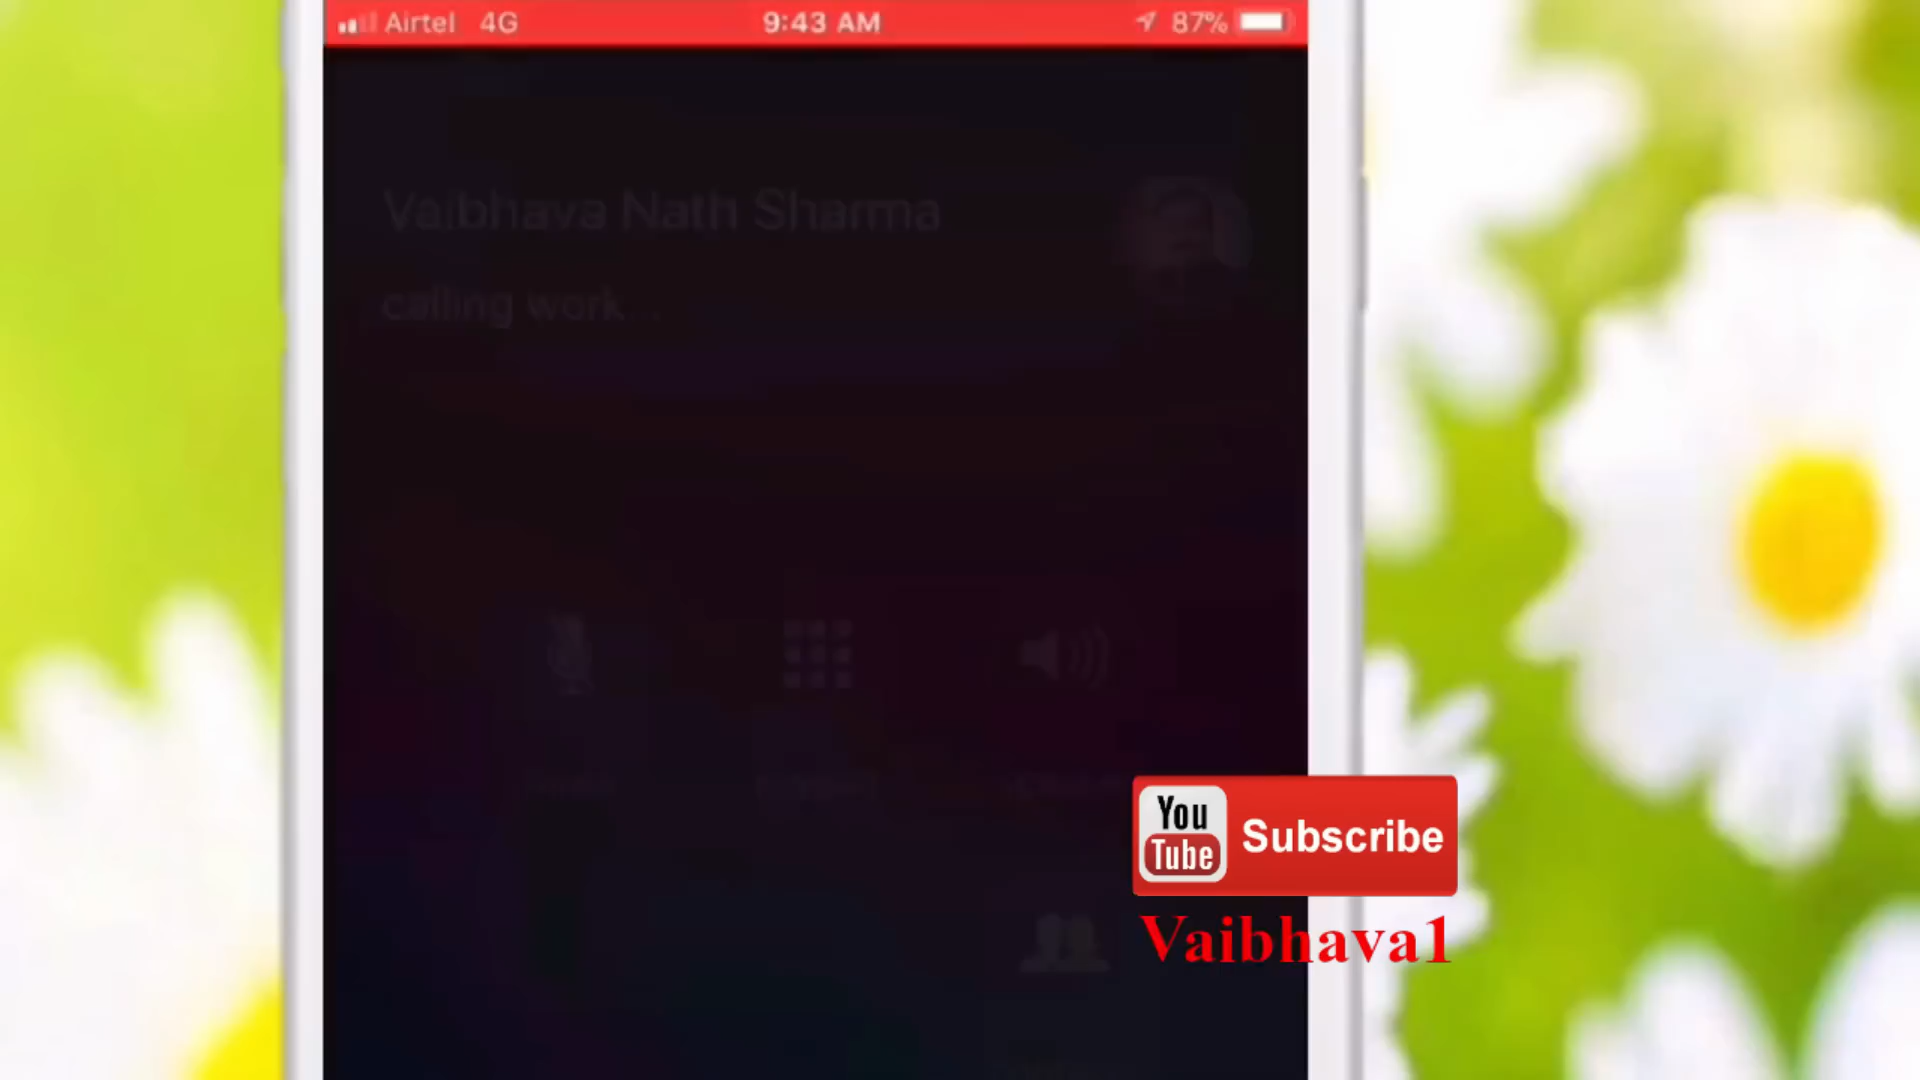 Airtel 4G 9:43 AM 87%
Vaibhava Nath Sharma
calling work...
You
Tube
Subscribe
Vaibhava1